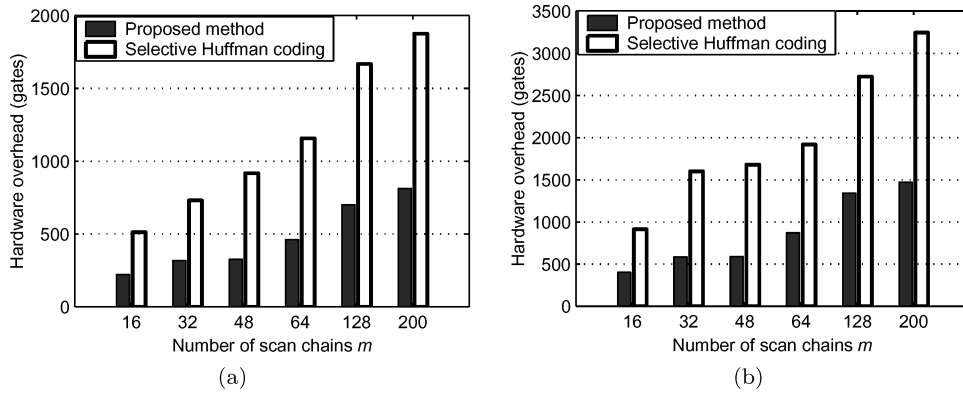 2000
1500
1000
500
0
Hardware overhead (gates)
Proposed method
Selective Huffman coding
16 32 48 64 128 200
Number of scan chains m
(a)
3500
3000
2500
2000
1500
1000
500
0
Hardware overhead (gates)
Proposed method
Selective Huffman coding
16 32 48 64 128 200
Number of scan chains m
(b)